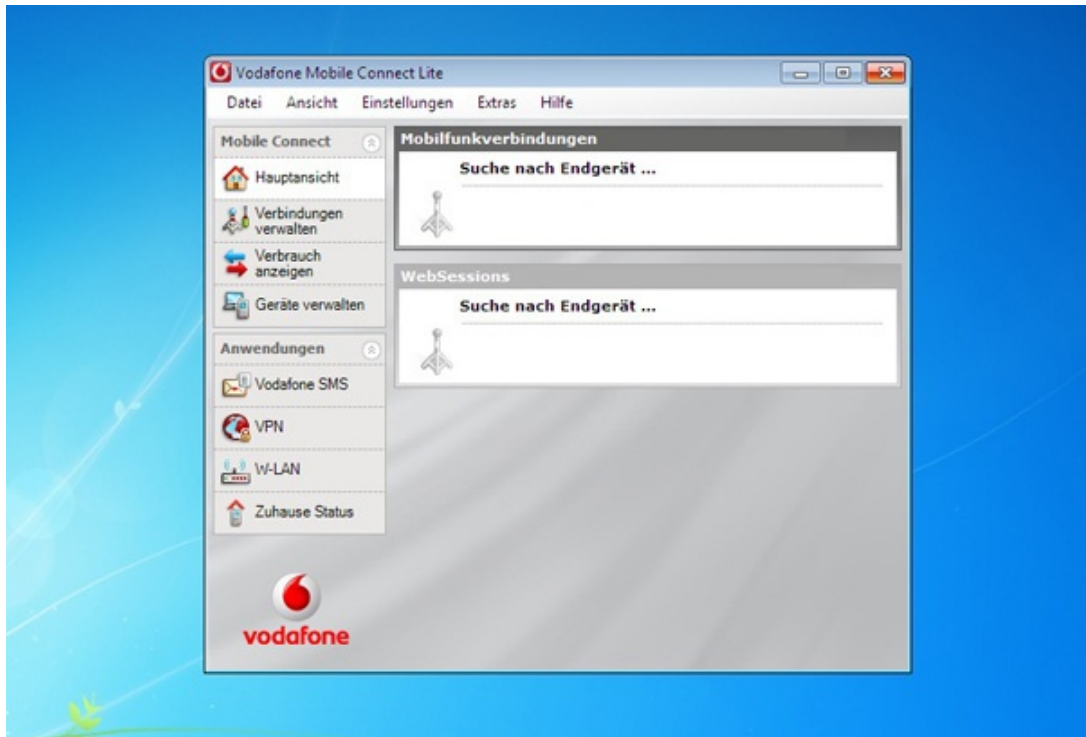 Vodafone Mobile Connect Lite
Datei Ansicht Einstellungen Extras Hilfe
Mobile Connect
Hauptansicht
Verbindungen
verwalten
Verbrauch
anzeigen
Geräte verwalten
Anwendungen
Vodafone SMS
VPN
W-LAN
Zuhause Status
vodafone
Mobilfunkverbindungen
Suche nach Endgerät ...
WebSessions
Suche nach Endgerät ...